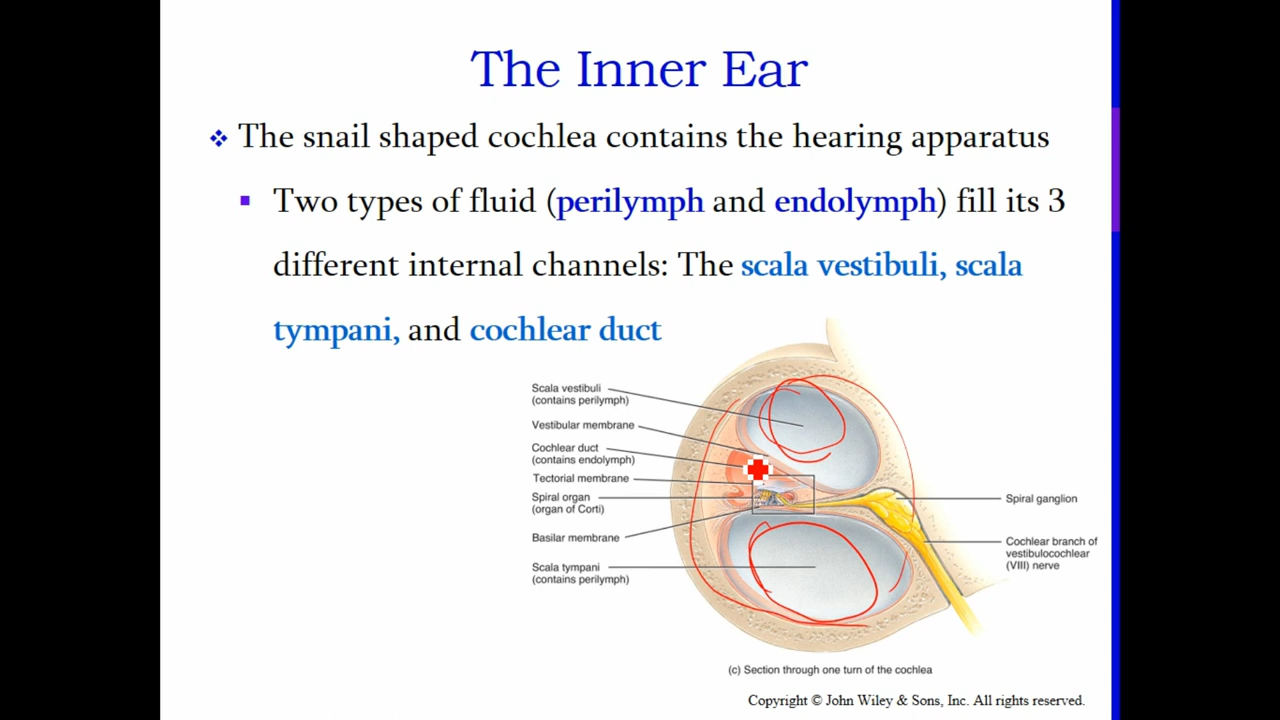 The Inner Ear
The snail shaped cochlea contains the hearing apparatus
Two types of fluid (perilymph and endolymph) fill its 3
different internal channels: The scala vestibuli, scala
tympani, and cochlear duct
Scala vestibuli
(contains perilymph)
Vestibular membrane
Cochlear duct
(contains endolymph)
Tectorial membrane
Spiral organ
(organ of Corti)
Basilar membrane
Scala tympani
(contains perilymph)
Spiral ganglion
Cochlear branch of
vestibulocochlear
(VIII) nerve
(c) Section through one turn of the cochlea
Copyright © John Wiley & Sons, Inc. All rights reserved.